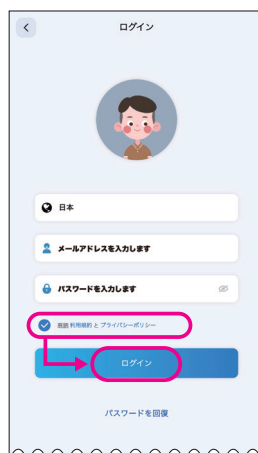 ログイン
日本
メールアドレスを入力します
パスワードを入力します
既読 利用規約 と プライバシーポリシー
ログイン
パスワードを回復